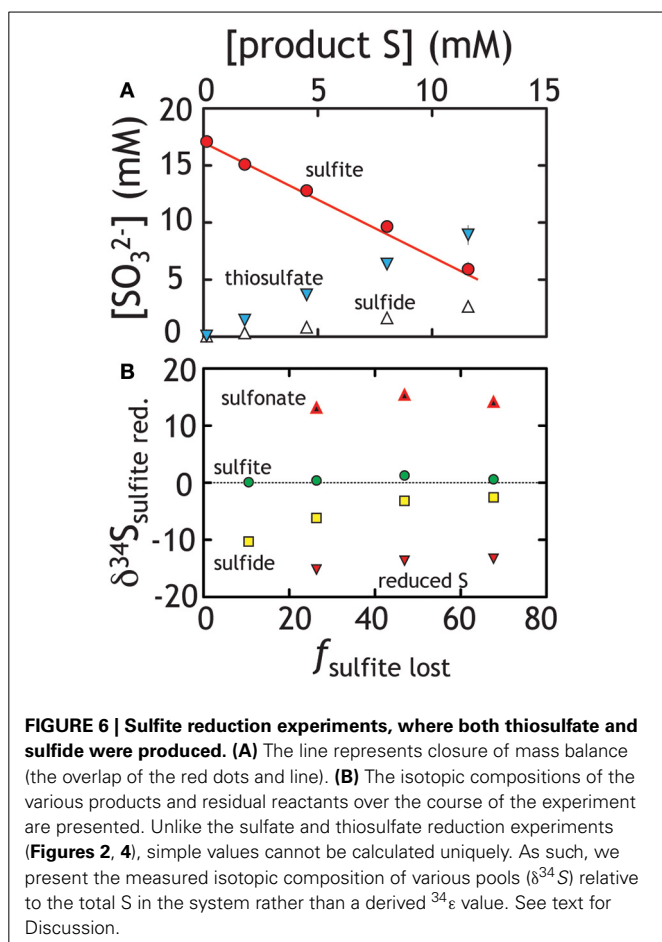 [product S] (mM)
A
0 5 10 15
20
15
10
5
0
[SO₃²⁻] (mM)
sulfite
thiosulfate
sulfide
B
20
10
0
-10
-20
δ³⁴S sulfite red.
sulfonate
sulfite
sulfide
reduced S
0 20 40 60 80
f sulfite lost
FIGURE 6 | Sulfite reduction experiments, where both thiosulfate and
sulfide were produced. (A) The line represents closure of mass balance
(the overlap of the red dots and line). (B) The isotopic compositions of the
various products and residual reactants over the course of the experiment
are presented. Unlike the sulfate and thiosulfate reduction experiments
(Figures 2, 4), simple values cannot be calculated uniquely. As such, we
present the measured isotopic composition of various pools (δ³⁴S) relative
to the total S in the system rather than a derived ³⁴ε value. See text for
Discussion.